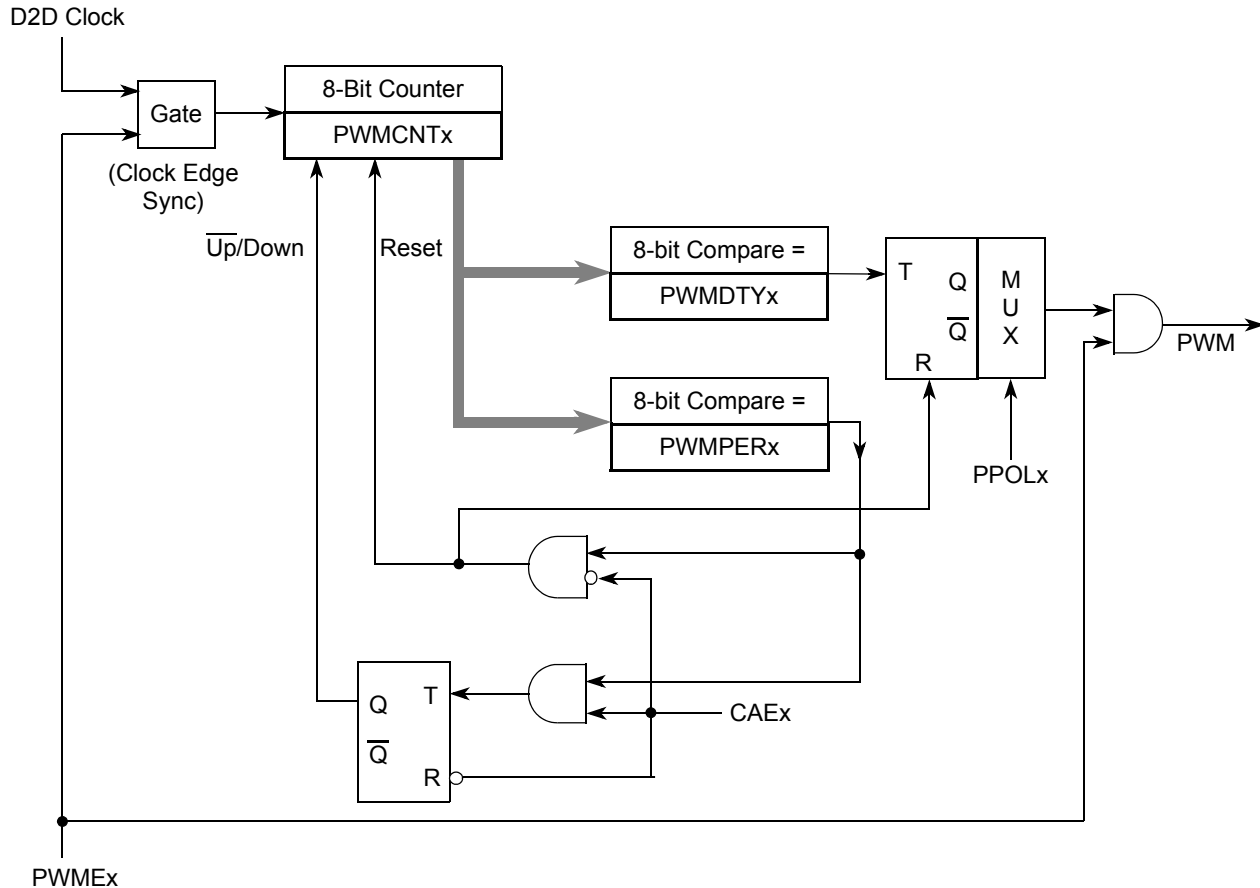 D2D Clock
Gate
(Clock Edge
Sync)
8-Bit Counter
PWMCNTx
Up/Down
Reset
8-bit Compare =
PWMDTYx
8-bit Compare =
PWMPERx
T
Q
Q
R
M
U
X
PPOLx
PWM
Q
T
Q
R
CAEx
PWMEx